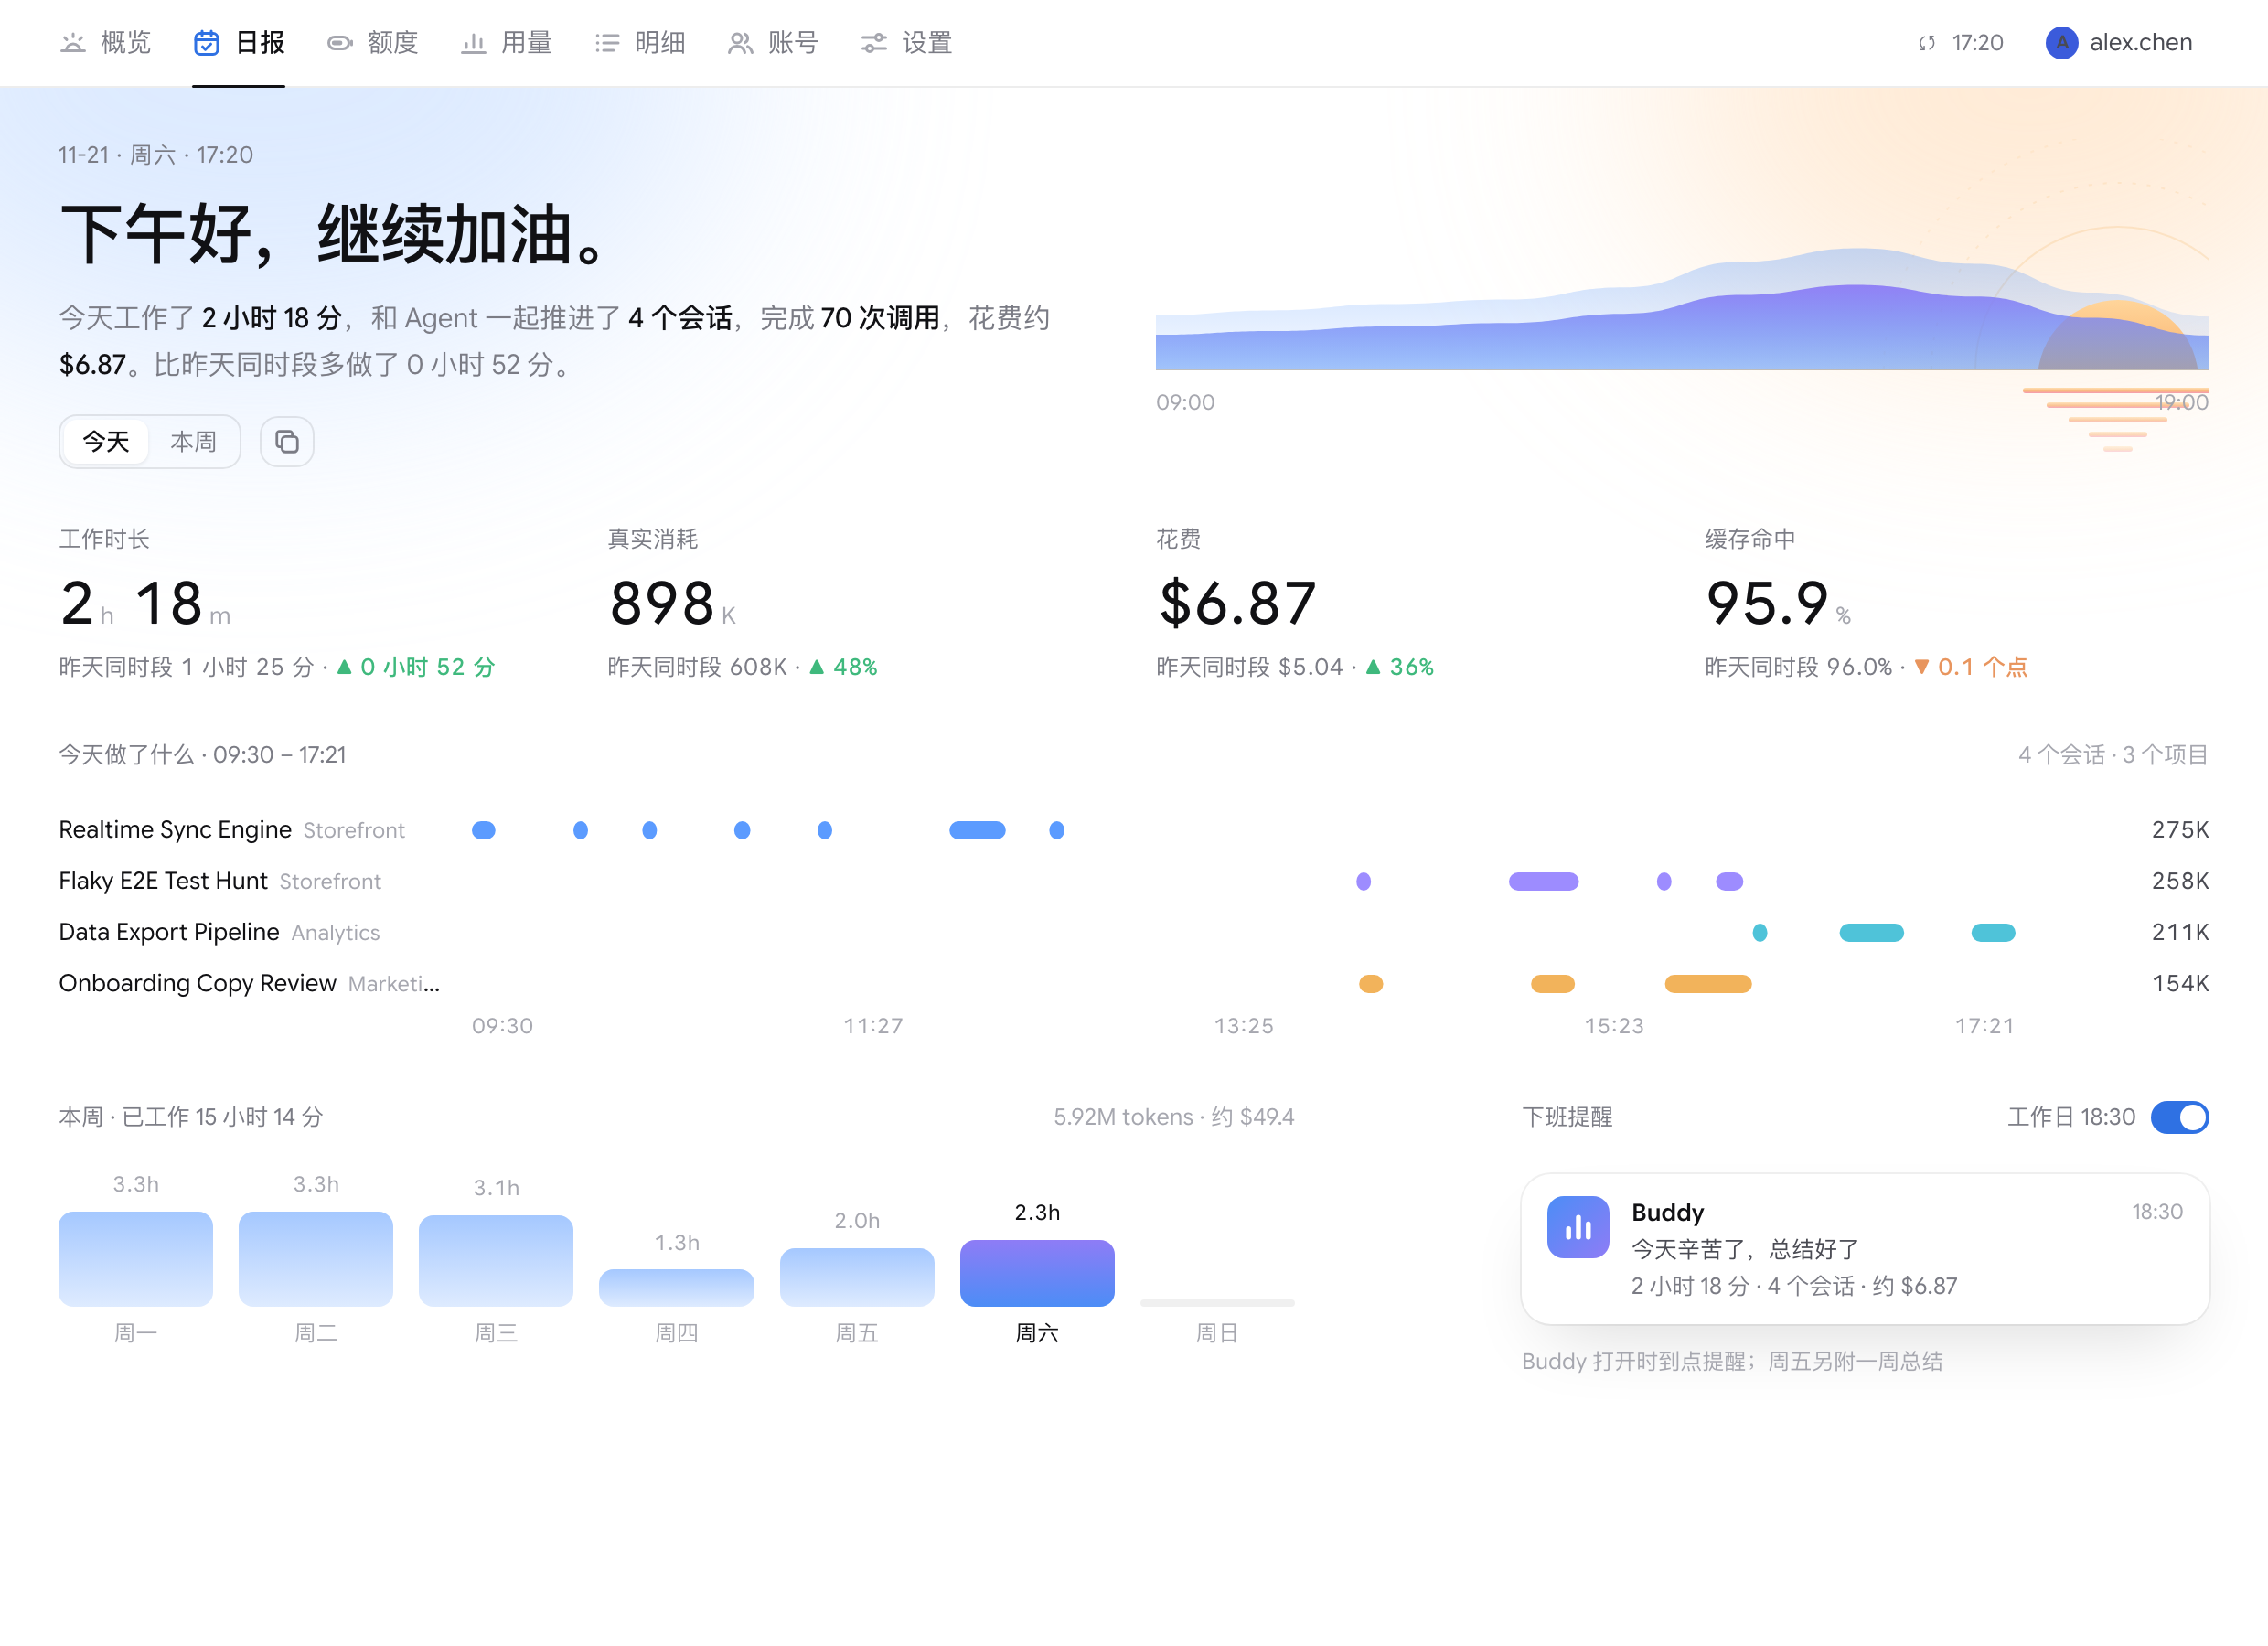 概览 日报 额度 用量 明细 账号 设置 17:20 A alex.chen
11-21 · 周六 · 17:20
下午好，继续加油。
今天工作了 2 小时 18 分，和 Agent 一起推进了 4 个会话，完成 70 次调用，花费约
$6.87。比昨天同时段多做了 0 小时 52 分。
今天 本周
09:00 19:00
工作时长 真实消耗 花费 缓存命中
2 h 18 m 898 K $6.87 95.9 %
昨天同时段 1 小时 25 分 · ▲ 0 小时 52 分 昨天同时段 608K · ▲ 48% 昨天同时段 $5.04 · ▲ 36% 昨天同时段 96.0% · ▼ 0.1 个点
今天做了什么 · 09:30 – 17:21 4 个会话 · 3 个项目
Realtime Sync Engine Storefront 275K
Flaky E2E Test Hunt Storefront 258K
Data Export Pipeline Analytics 211K
Onboarding Copy Review Marketi... 154K
09:30 11:27 13:25 15:23 17:21
本周 · 已工作 15 小时 14 分 5.92M tokens · 约 $49.4
3.3h 3.3h 3.1h 1.3h 2.0h 2.3h
周一 周二 周三 周四 周五 周六 周日
下班提醒 工作日 18:30
Buddy 18:30
今天辛苦了，总结好了
2 小时 18 分 · 4 个会话 · 约 $6.87
Buddy 打开时到点提醒；周五另附一周总结